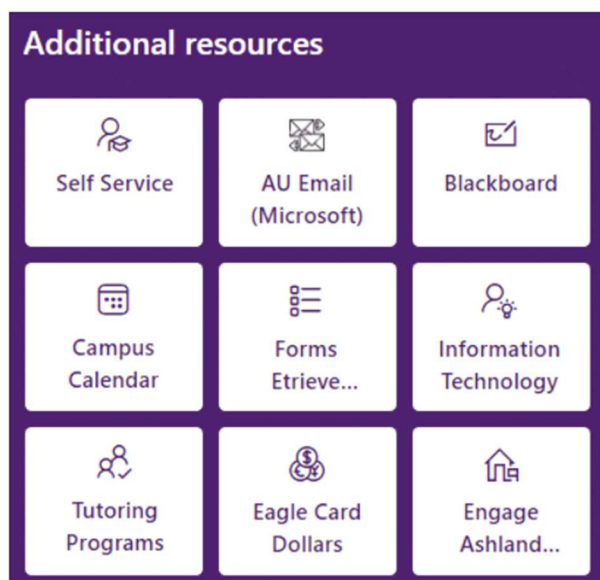 Additional resources
Self Service
AU Email
(Microsoft)
Blackboard
Campus
Calendar
Forms
Etrieve...
Information
Technology
Tutoring
Programs
Eagle Card
Dollars
Engage
Ashland...